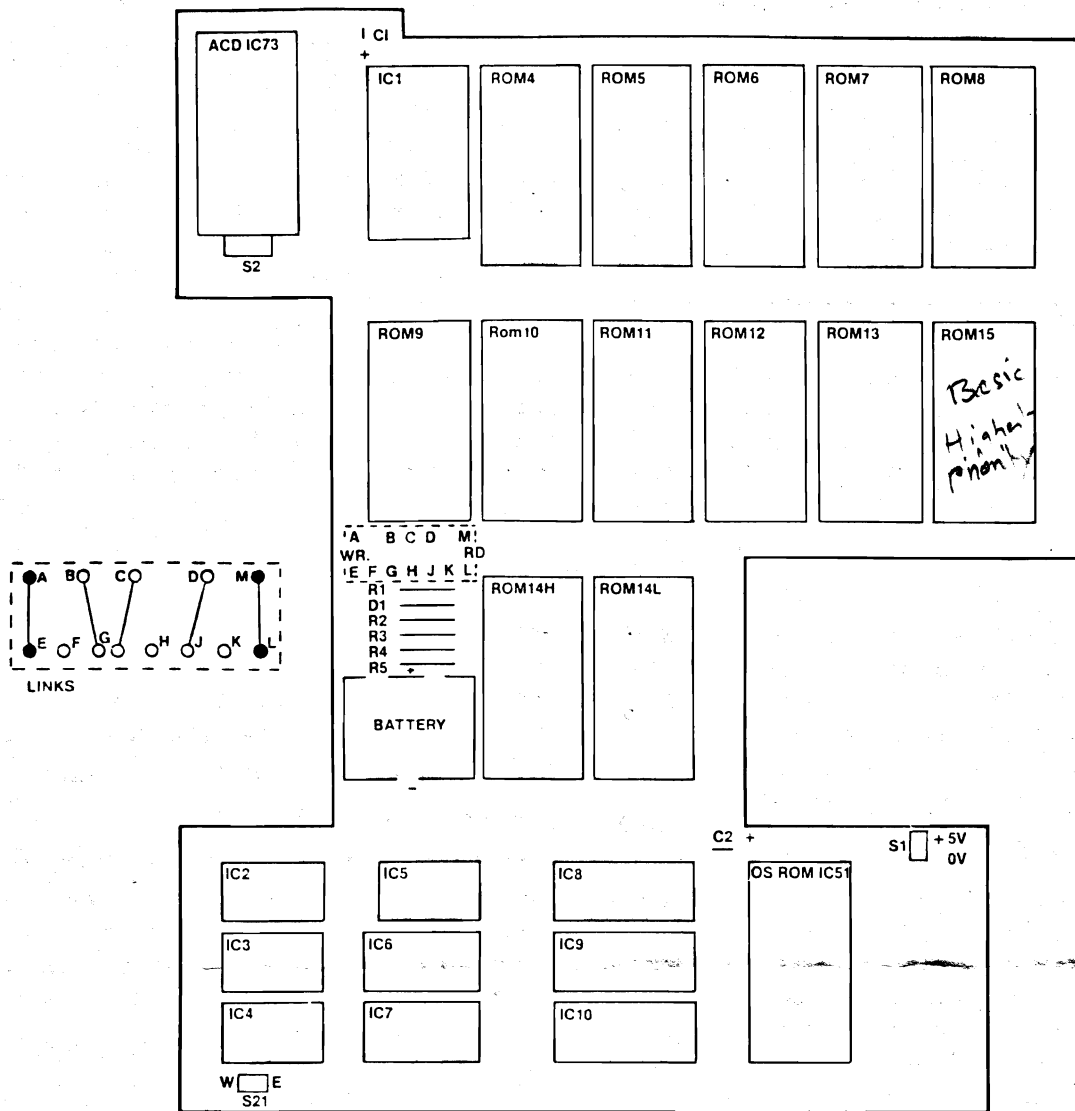 ACD IC73
I CI
+
IC1
ROM4
ROM5
ROM6
ROM7
ROM8
S2
ROM9
Rom10
ROM11
ROM12
ROM13
ROM15
Basic
Higher
priority
A B C D M
WR. RD
E F G H J K L
R1
D1
R2
R3
R4
R5 +
BATTERY
-
ROM14H
ROM14L
A B C D M
E F G H J K L
LINKS
C2 +
S1 + 5V
0V
IC2
IC5
IC8
OS ROM IC51
IC3
IC6
IC9
IC4
IC7
IC10
W E
S21